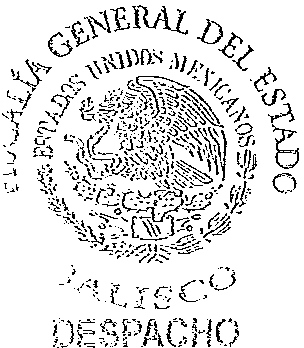 FISCALÍA GENERAL DEL ESTADO
ESTADOS UNIDOS MEXICANOS
JALISCO
DESPACHO